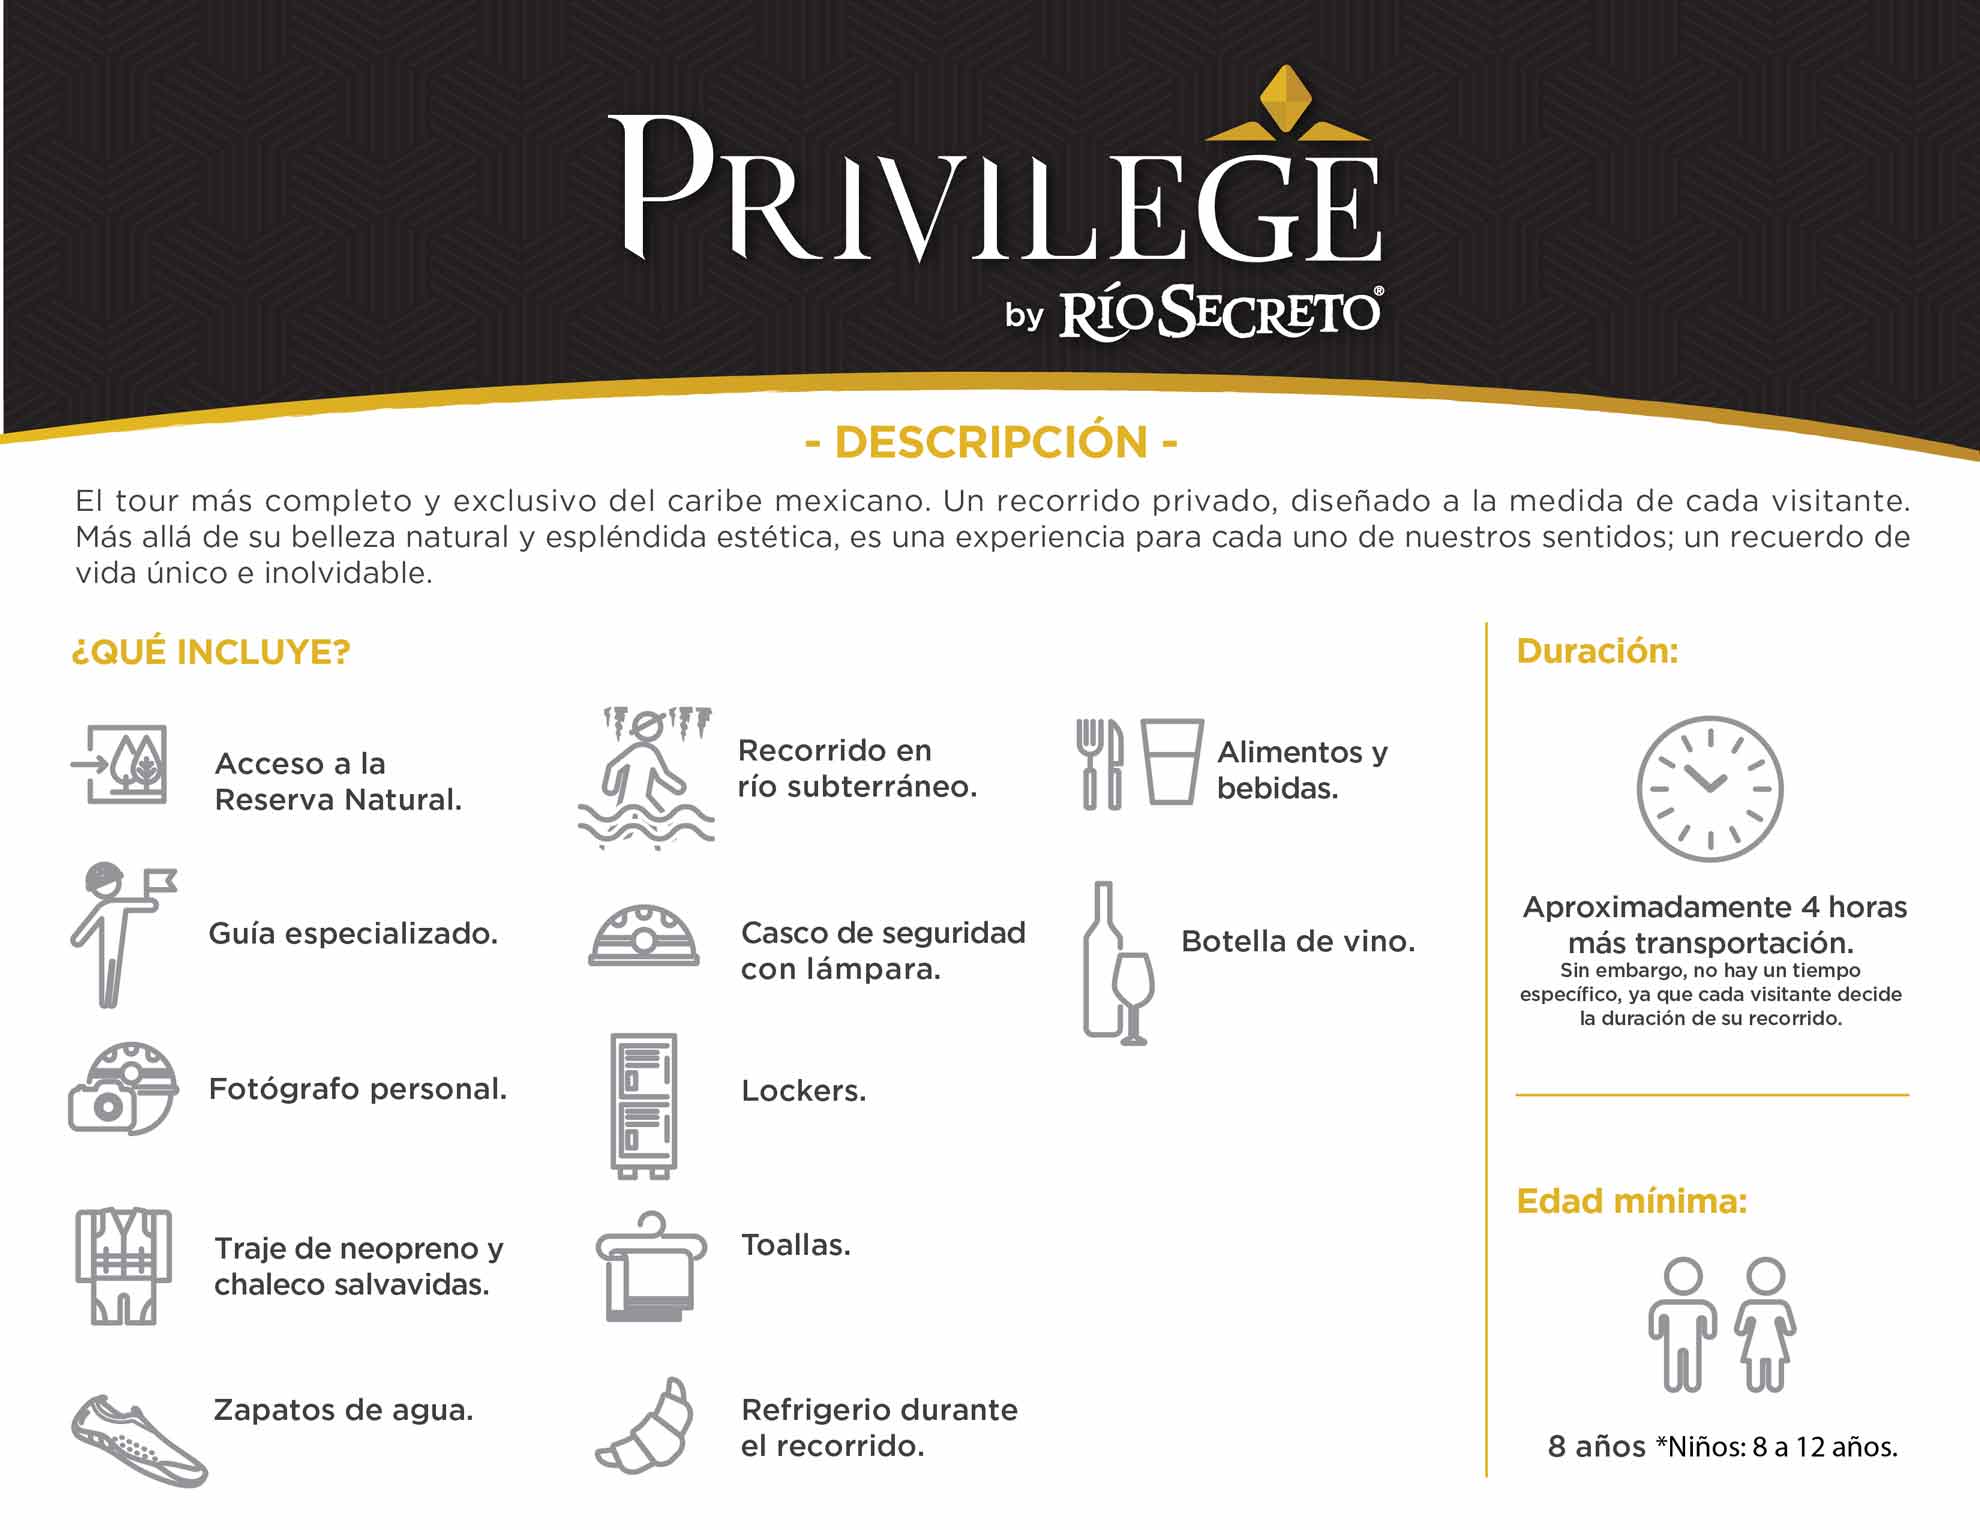 PRIVILEGE
by RÍO SECRETO®
- DESCRIPCIÓN -
El tour más completo y exclusivo del caribe mexicano. Un recorrido privado, diseñado a la medida de cada visitante.
Más allá de su belleza natural y espléndida estética, es una experiencia para cada uno de nuestros sentidos; un recuerdo de
vida único e inolvidable.
¿QUÉ INCLUYE?
Acceso a la
Reserva Natural.
Guía especializado.
Fotógrafo personal.
Traje de neopreno y
chaleco salvavidas.
Zapatos de agua.
Recorrido en
río subterráneo.
Casco de seguridad
con lámpara.
Lockers.
Toallas.
Refrigerio durante
el recorrido.
Alimentos y
bebidas.
Botella de vino.
Duración:
Aproximadamente 4 horas
más transportación.
Sin embargo, no hay un tiempo
específico, ya que cada visitante decide
la duración de su recorrido.
Edad mínima:
8 años *Niños: 8 a 12 años.